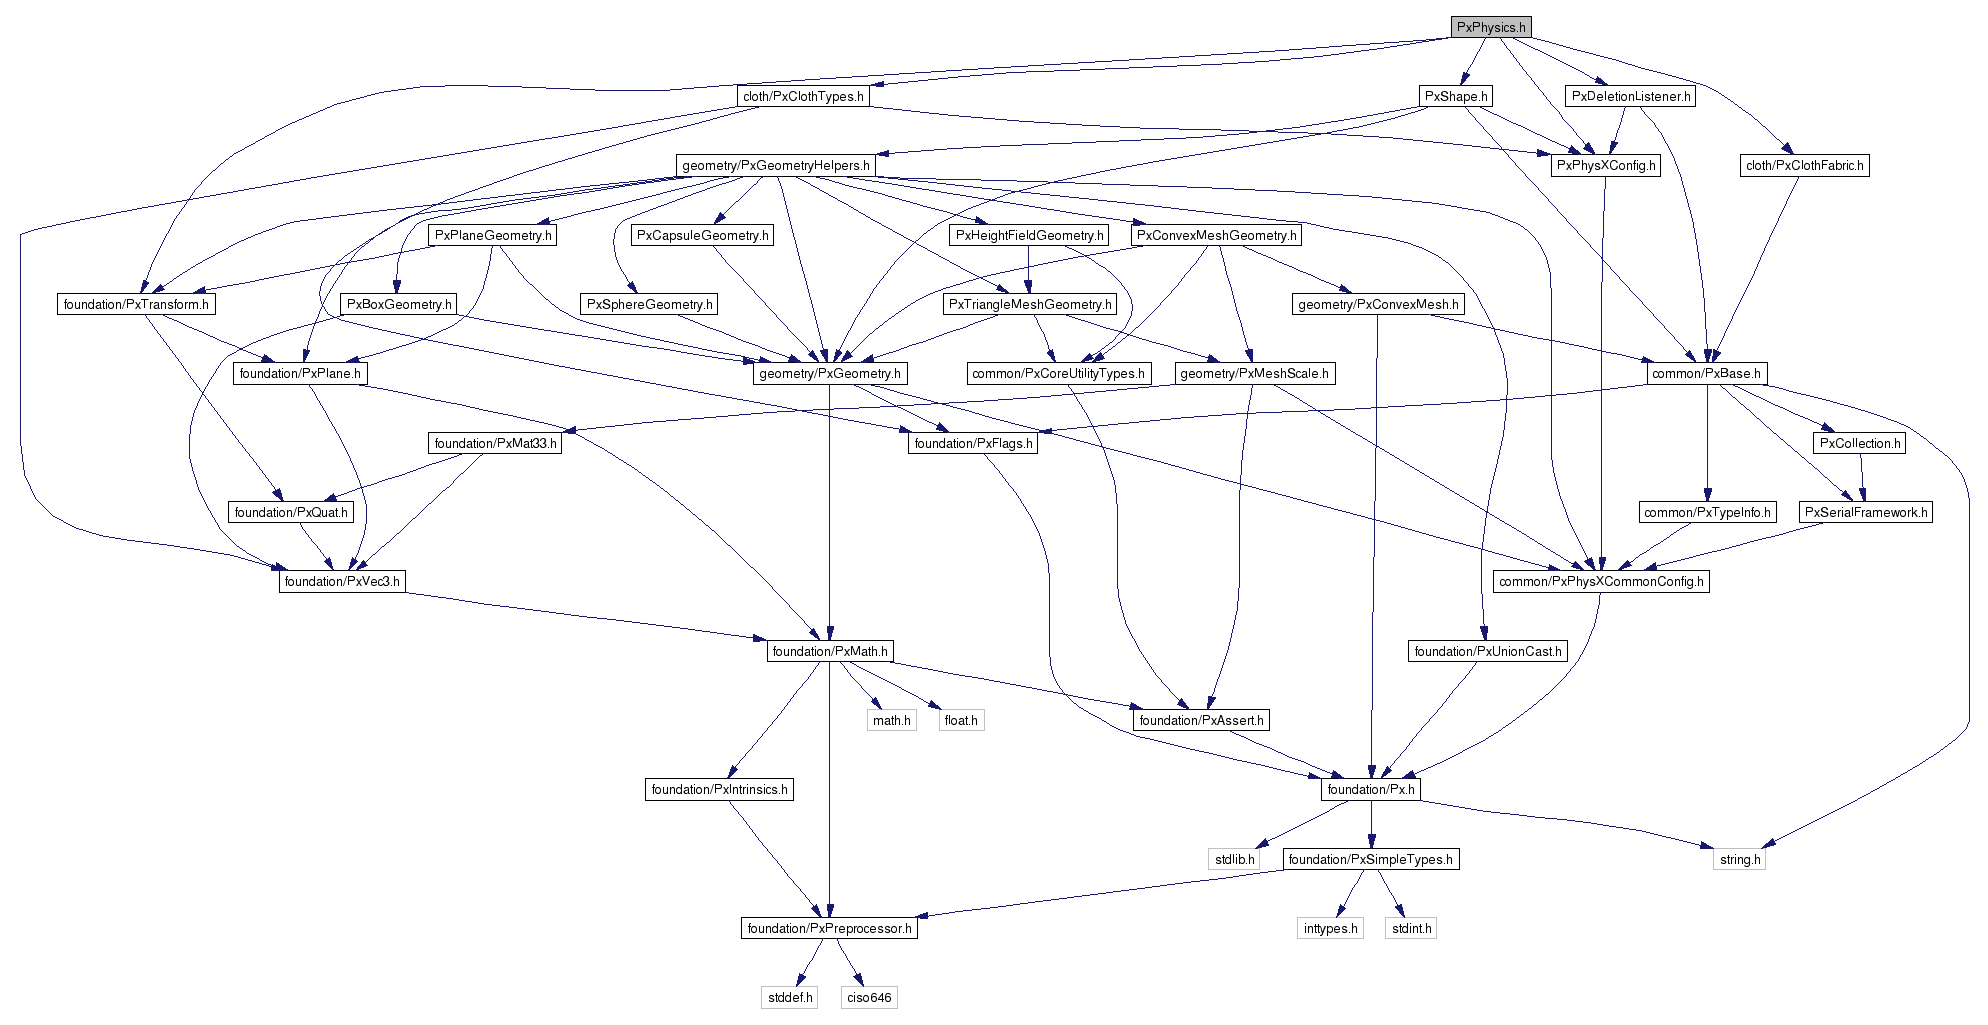 PxPhysics.h
cloth/PxClothTypes.h
PxShape.h
PxDeletionListener.h
geometry/PxGeometryHelpers.h
PxPhysXConfig.h
cloth/PxClothFabric.h
PxPlaneGeometry.h
PxCapsuleGeometry.h
PxHeightFieldGeometry.h
PxConvexMeshGeometry.h
foundation/PxTransform.h
PxBoxGeometry.h
PxSphereGeometry.h
PxTriangleMeshGeometry.h
geometry/PxConvexMesh.h
foundation/PxPlane.h
geometry/PxGeometry.h
common/PxCoreUtilityTypes.h
geometry/PxMeshScale.h
common/PxBase.h
foundation/PxMat33.h
foundation/PxFlags.h
PxCollection.h
foundation/PxQuat.h
common/PxTypeInfo.h
PxSerialFramework.h
foundation/PxVec3.h
common/PxPhysXCommonConfig.h
foundation/PxMath.h
foundation/PxUnionCast.h
math.h
float.h
foundation/PxAssert.h
foundation/PxIntrinsics.h
foundation/Px.h
stdlib.h
foundation/PxSimpleTypes.h
string.h
foundation/PxPreprocessor.h
inttypes.h
stdint.h
stddef.h
ciso646